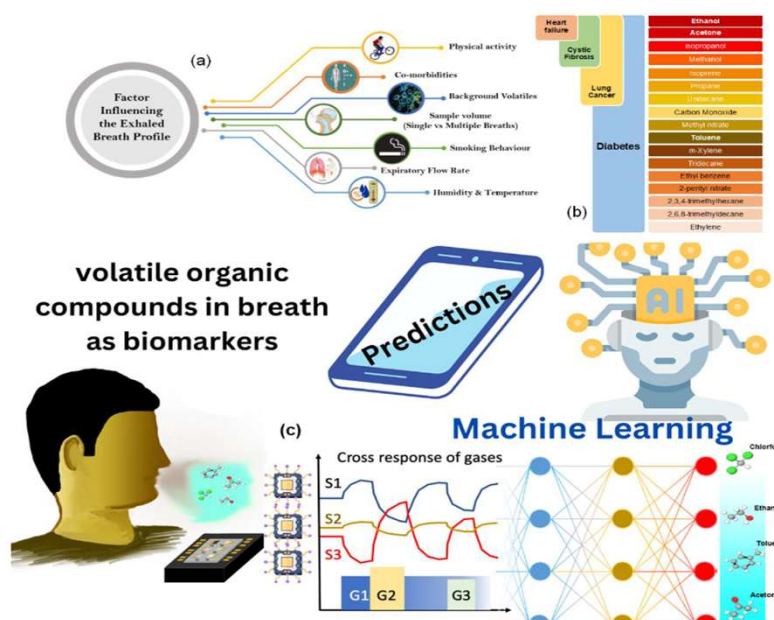 (a)
Factor
Influencing
the Exhaled
Breath Profile
Physical activity
Co-morbidities
Background Volatiles
Sample volume
(Single vs Multiple Breaths)
Smoking Behaviour
Expiratory Flow Rate
Humidity & Temperature
(b)
Heart
failure
Cystic
Fibrosis
Lung
Cancer
Diabetes
Ethanol
Acetone
Isopropanol
Methanol
Isoprene
Propane
Undecane
Carbon Monoxide
Methyl nitrate
Toluene
m-Xylene
Tridecane
Ethyl benzene
2-pentyl nitrate
2,3,4-trimethylhexane
2,6,8-trimethyldecane
Ethylene
volatile organic
compounds in breath
as biomarkers
Predictions
AI
(c)
Machine Learning
Cross response of gases
S1
S2
S3
G1
G2
G3
Chlorfo
Ethan
Tolue
Aceton